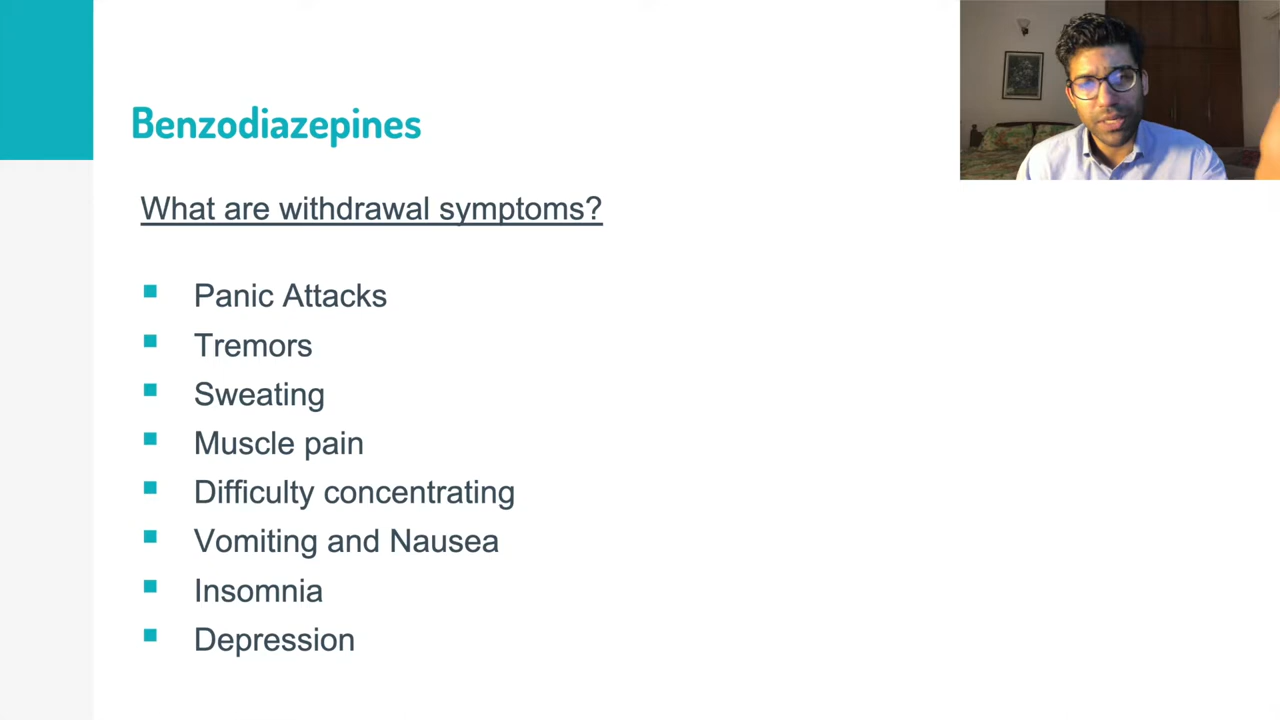 Benzodiazepines
What are withdrawal symptoms?
Panic Attacks
Tremors
Sweating
Muscle pain
Difficulty concentrating
Vomiting and Nausea
Insomnia
Depression